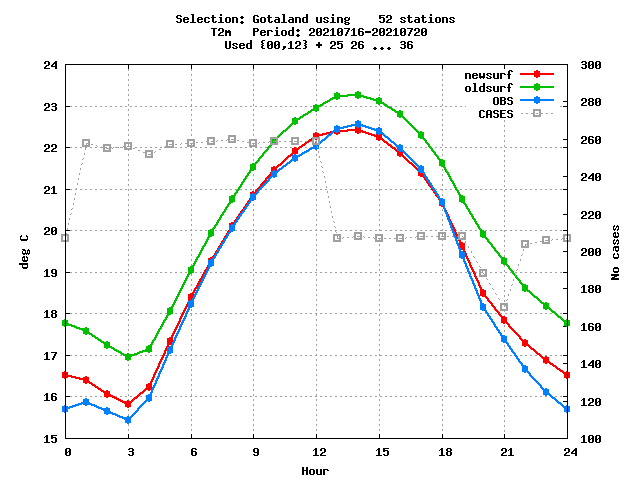 Selection: Gotaland using    52 stations
T2m   Period: 20210716-20210720
Used {00,12} + 25 26 ... 36
newsurf
oldsurf
OBS
CASES
24
23
22
21
20
19
18
17
16
15
deg C
300
280
260
240
220
200
180
160
140
120
100
No cases
0 3 6 9 12 15 18 21 24
Hour